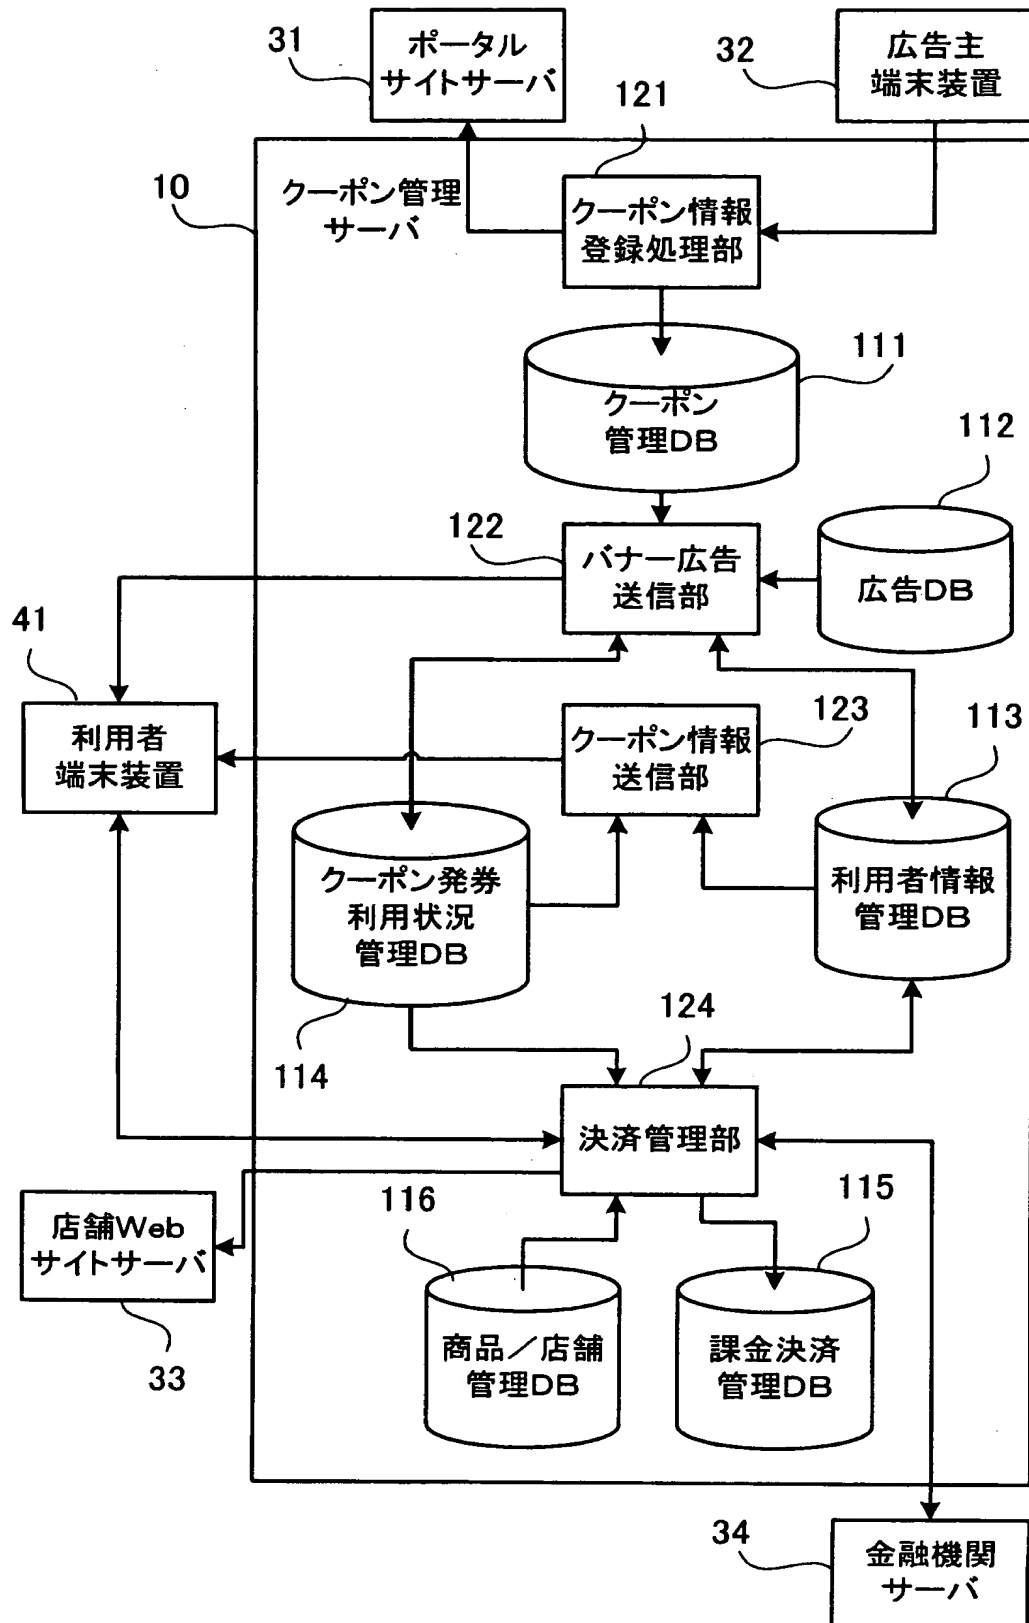 31
ポータル
サイトサーバ
32
広告主
端末装置
121
10
クーポン管理
サーバ
クーポン情報
登録処理部
111
クーポン
管理DB
112
122
バナー広告
送信部
広告DB
41
利用者
端末装置
クーポン情報
送信部
123
113
クーポン発券
利用状況
管理DB
利用者情報
管理DB
114
124
決済管理部
店舗Web
サイトサーバ
33
116
商品／店舗
管理DB
115
課金決済
管理DB
34
金融機関
サーバ